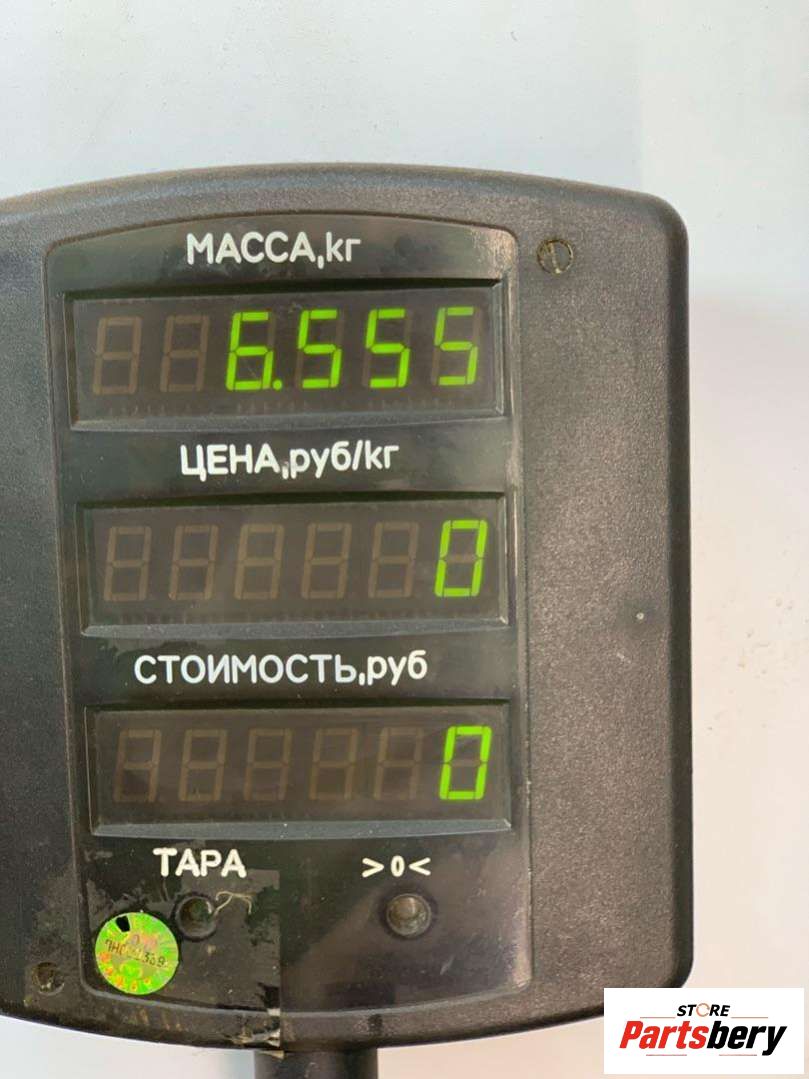 МАССА,кг
6.555
ЦЕНА,руб/кг
0
СТОИМОСТЬ,руб
0
ТАРА >0<
STORE
Partsbery